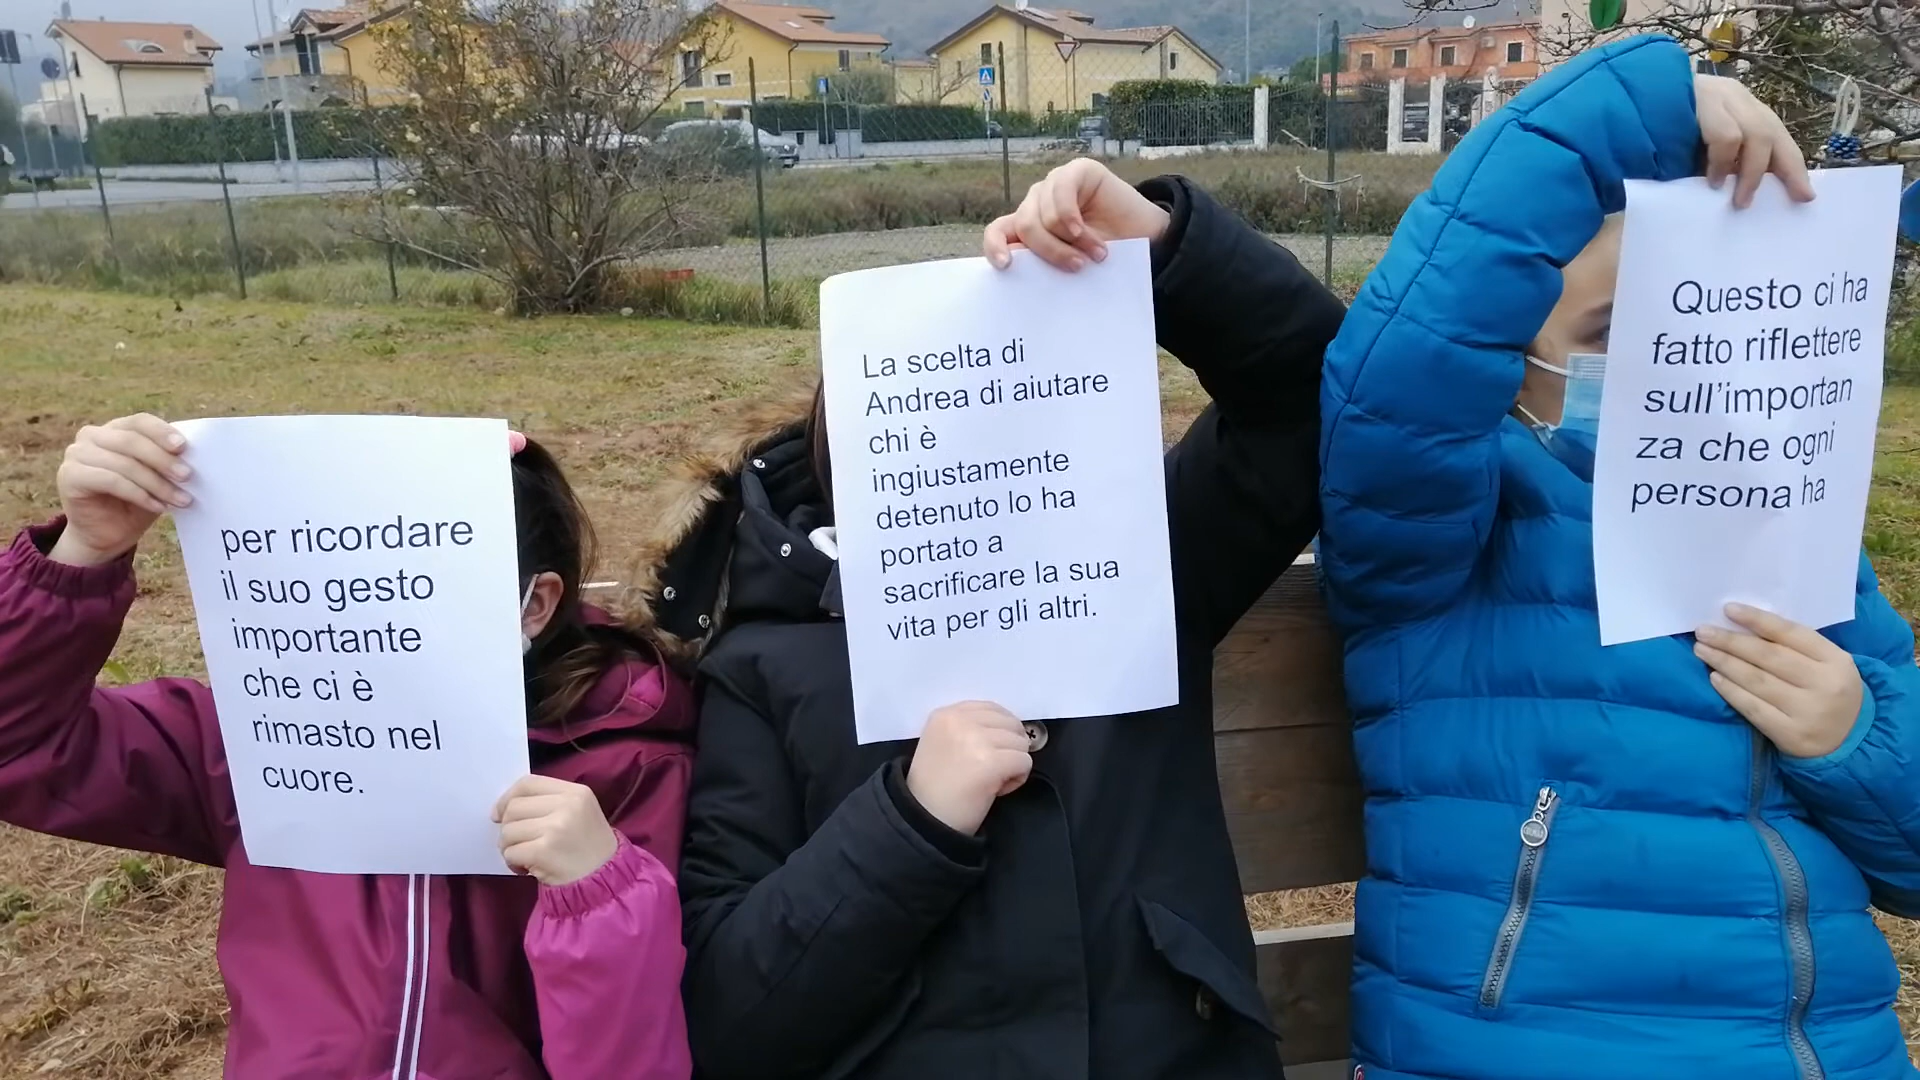 per ricordare
il suo gesto
importante
che ci è
rimasto nel
cuore.
La scelta di
Andrea di aiutare
chi è
ingiustamente
detenuto lo ha
portato a
sacrificare la sua
vita per gli altri.
Questo ci ha
fatto riflettere
sull'importan
za che ogni
persona ha